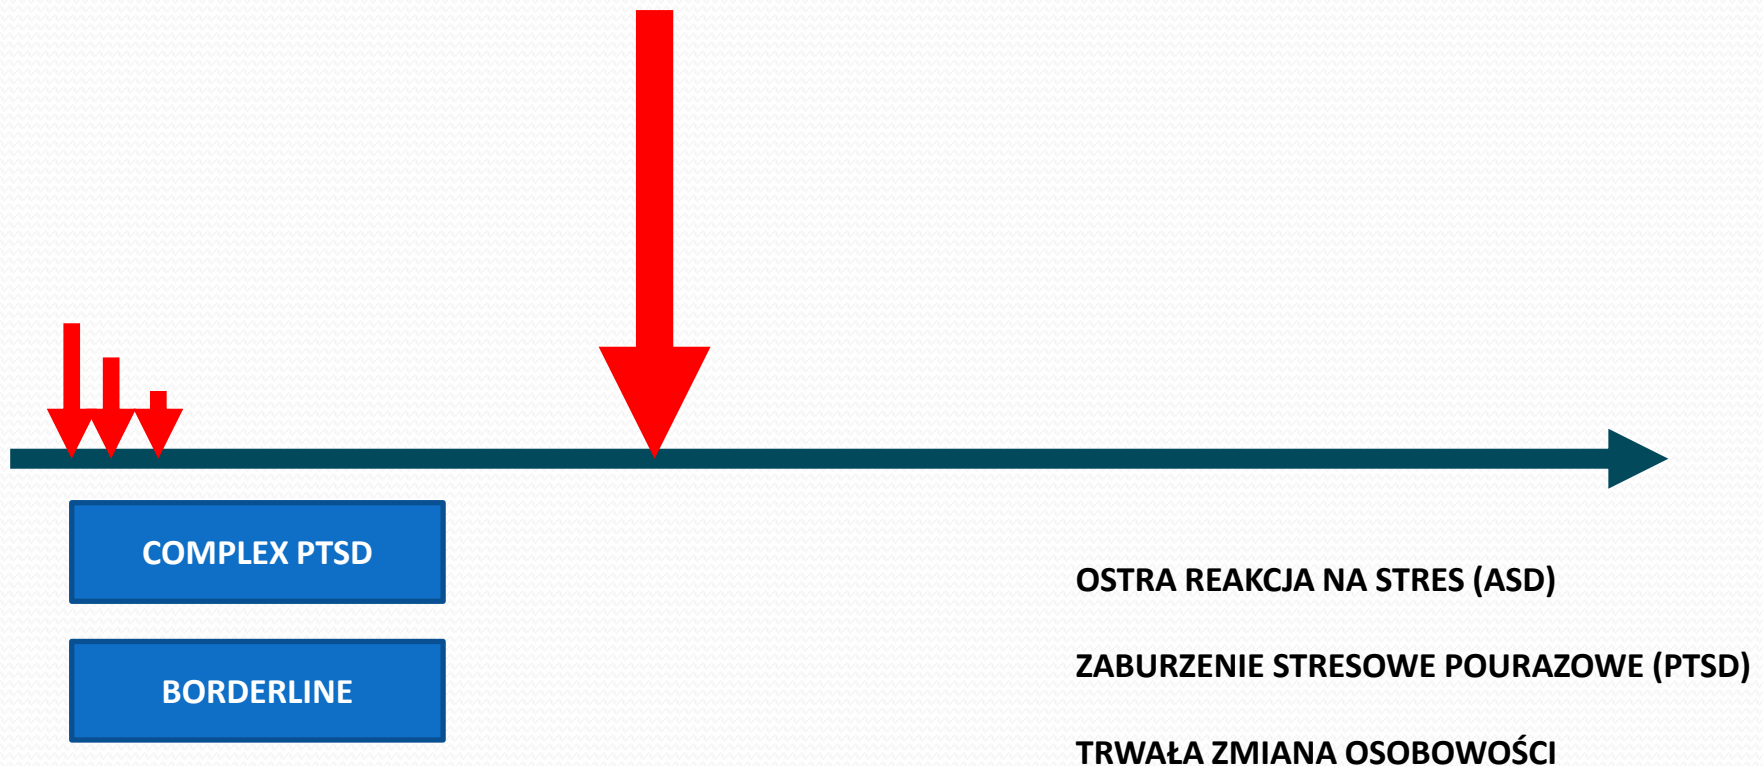 COMPLEX PTSD
BORDERLINE
OSTRA REAKCJA NA STRES (ASD)
ZABURZENIE STRESOWE POURAZOWE (PTSD)
TRWAŁA ZMIANA OSOBOWOŚCI